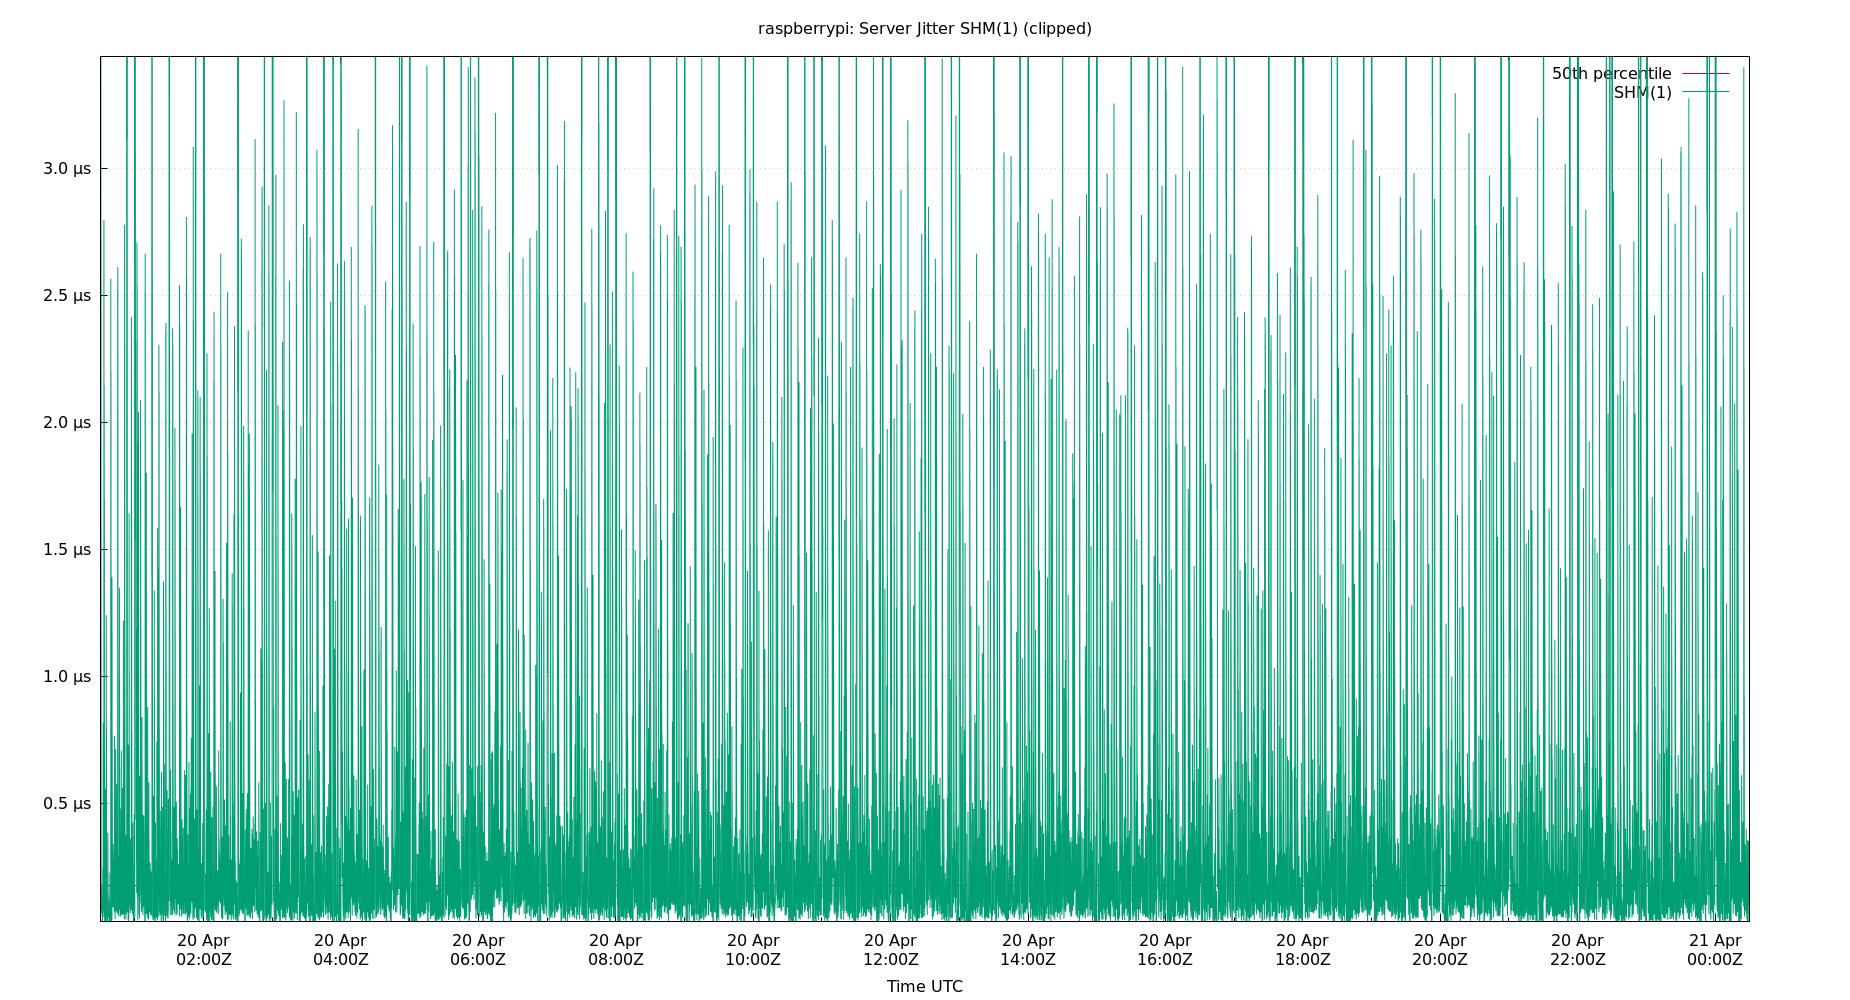 raspberrypi: Server Jitter SHM(1) (clipped)
50th percentile
SHM(1)
3.0 µs
2.5 µs
2.0 µs
1.5 µs
1.0 µs
0.5 µs
20 Apr 20 Apr 20 Apr 20 Apr 20 Apr 20 Apr 20 Apr 20 Apr 20 Apr 20 Apr 20 Apr 21 Apr
02:00Z 04:00Z 06:00Z 08:00Z 10:00Z 12:00Z 14:00Z 16:00Z 18:00Z 20:00Z 22:00Z 00:00Z
Time UTC